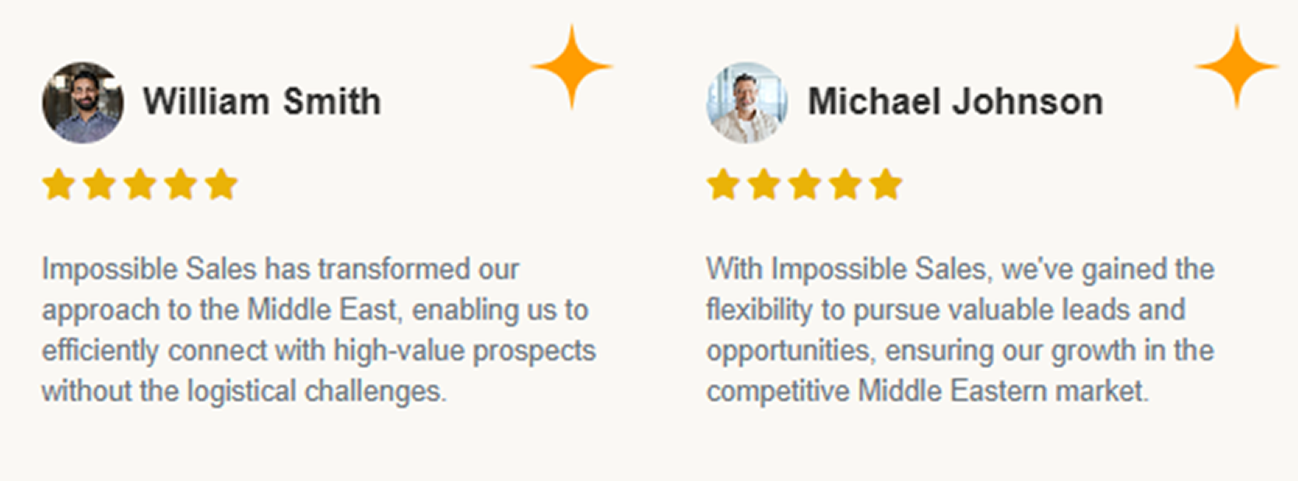 William Smith
Impossible Sales has transformed our
approach to the Middle East, enabling us to
efficiently connect with high-value prospects
without the logistical challenges.
Michael Johnson
With Impossible Sales, we've gained the
flexibility to pursue valuable leads and
opportunities, ensuring our growth in the
competitive Middle Eastern market.